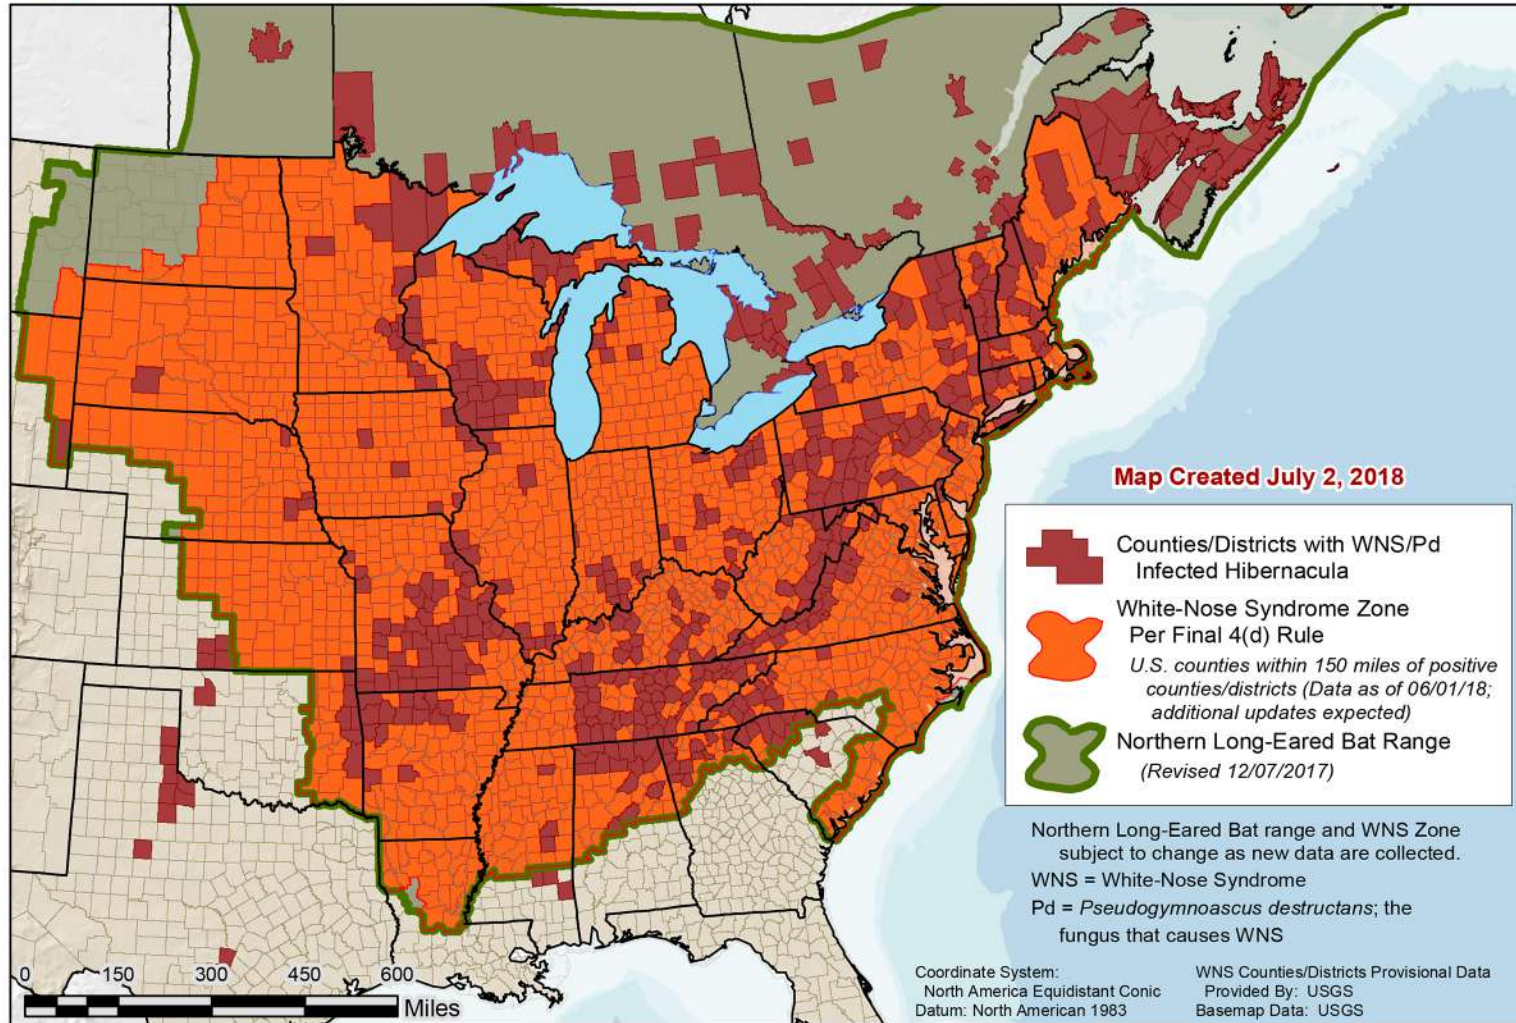 Map Created July 2, 2018
Counties/Districts with WNS/Pd
Infected Hibernacula
White-Nose Syndrome Zone
Per Final 4(d) Rule
U.S. counties within 150 miles of positive
counties/districts (Data as of 06/01/18;
additional updates expected)
Northern Long-Eared Bat Range
(Revised 12/07/2017)
Northern Long-Eared Bat range and WNS Zone
subject to change as new data are collected.
WNS = White-Nose Syndrome
Pd = Pseudogymnoascus destructans; the
fungus that causes WNS
0 150 300 450 600
Miles
Coordinate System:
North America Equidistant Conic
Datum: North American 1983
WNS Counties/Districts Provisional Data
Provided By: USGS
Basemap Data: USGS